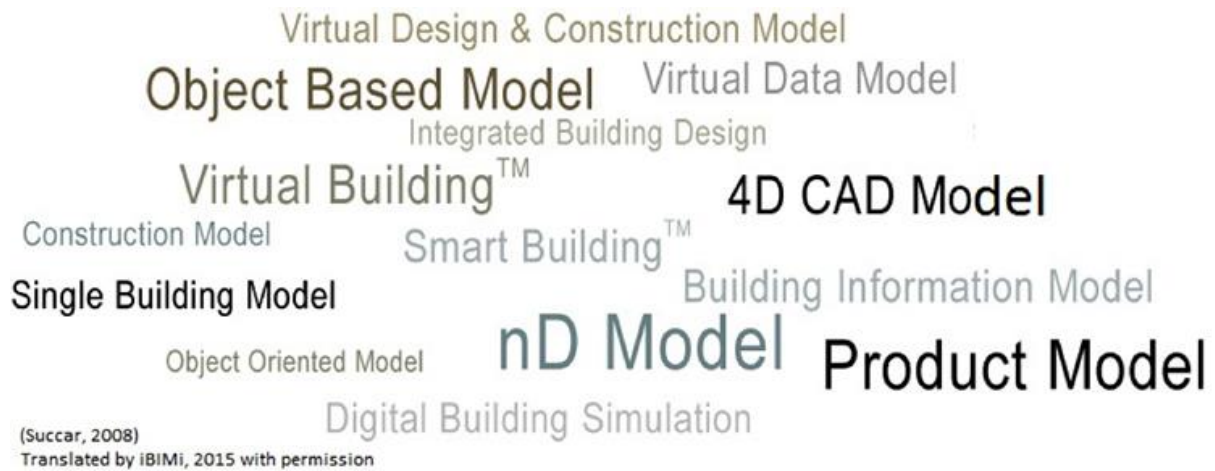 Virtual Design & Construction Model
Object Based Model
Virtual Data Model
Integrated Building Design
Virtual Building™
4D CAD Model
Construction Model
Smart Building™
Building Information Model
Single Building Model
nD Model
Product Model
Object Oriented Model
Digital Building Simulation
(Succar, 2008)
Translated by iBIMi, 2015 with permission